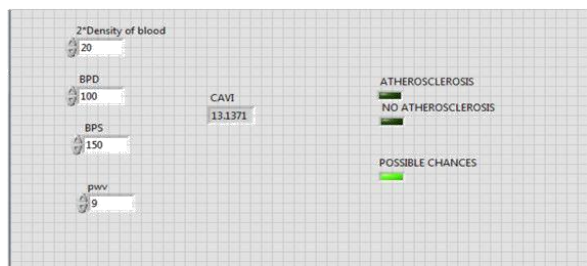 2*Density of blood
20
BPD
100
BPS
150
pwv
9
CAVI
13.1371
ATHEROSCLEROSIS
NO ATHEROSCLEROSIS
POSSIBLE CHANCES